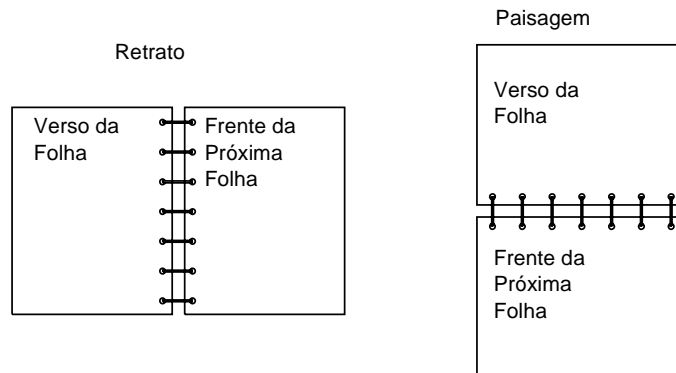 Retrato
Verso da
Folha
Frente da
Próxima
Folha
Paisagem
Verso da
Folha
Frente da
Próxima
Folha